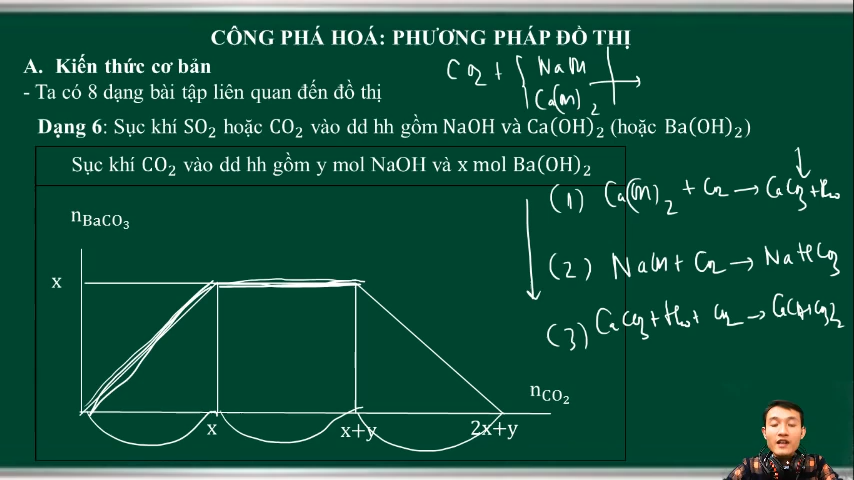 CÔNG PHÁ HOÁ: PHƯƠNG PHÁP ĐỒ THỊ
A. Kiến thức cơ bản
CO2 + { NaOH
Ca(OH)2
- Ta có 8 dạng bài tập liên quan đến đồ thị
Dạng 6: Sục khí SO₂ hoặc CO₂ vào dd hh gồm NaOH và Ca(OH)₂ (hoặc Ba(OH)₂)
Sục khí CO₂ vào dd hh gồm y mol NaOH và x mol Ba(OH)₂
(1) Ca(OH)2 + CO2 → CaCO3 + H2O
n BaCO₃
(2) NaOH + CO2 → NaHCO3
x
(3) CaCO3 + H2O + CO2 → Ca(HCO3)2
n CO₂
x x+y 2x+y